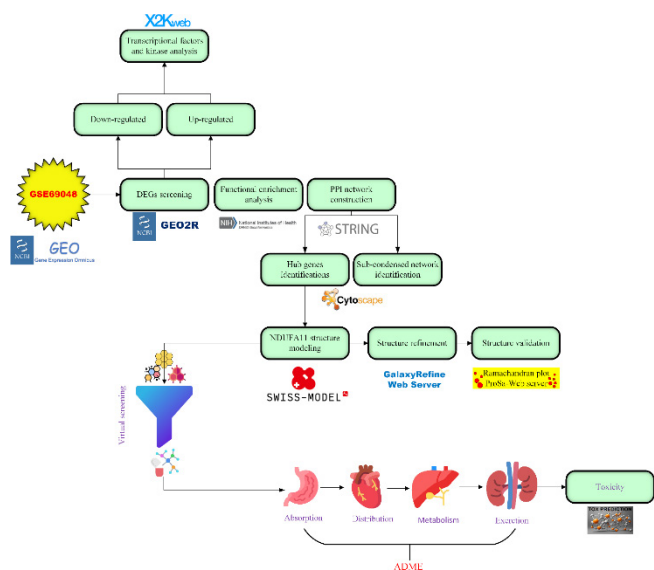 X2Kweb
Transcriptional factors
and kinase analysis
Down-regulated
Up-regulated
GSE69048
DEGs screening
Functional enrichment
analysis
PPI network
construction
NCBI
GEO
Gene Expression Omnibus
NCBI
GEO2R
NIH
National Institutes of Health
STRING
Hub genes
Identifications
Sub-condensed network
identification
Cytoscape
NDUFA11 structure
modeling
Structure refinement
Structure validation
SWISS-MODEL
GalaxyRefine
Web Server
Ramachandran plot
ProSa-Web server
Virtual screening
Absorption
Distribution
Metabolism
Excretion
Toxicity
TOX PREDICTION
ADME